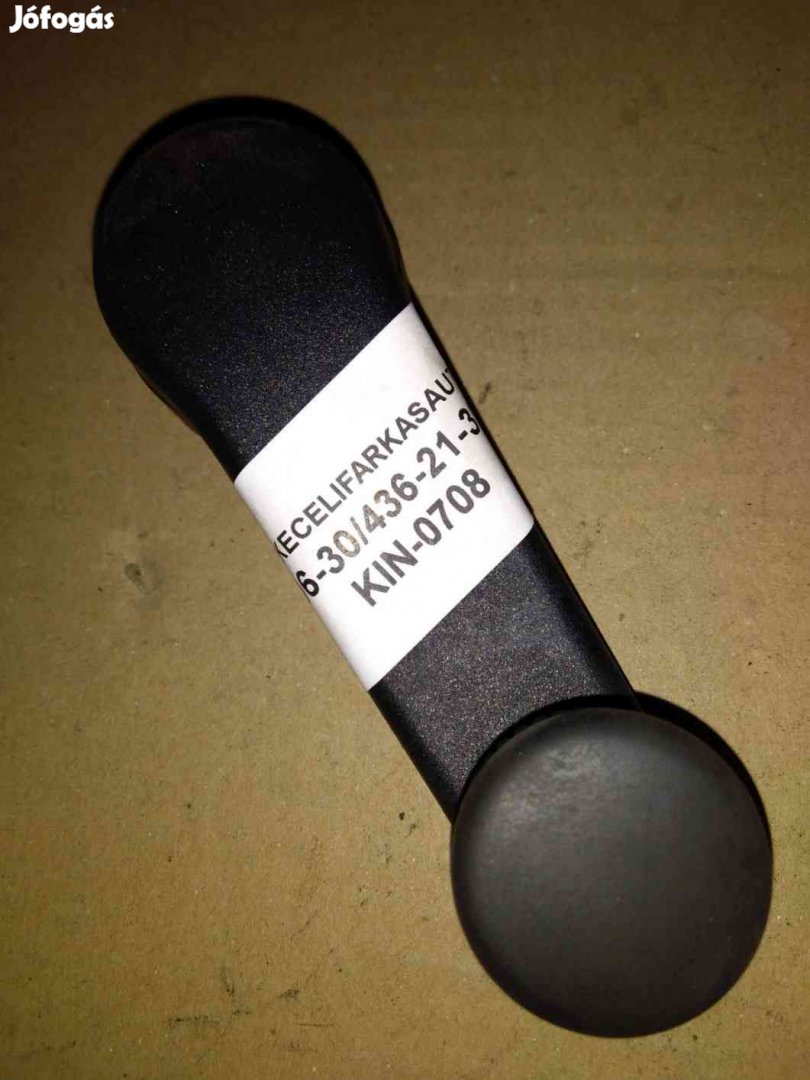 Jófogás
KECELIFARKASAUT
6-30/436-21-3
KIN-0708